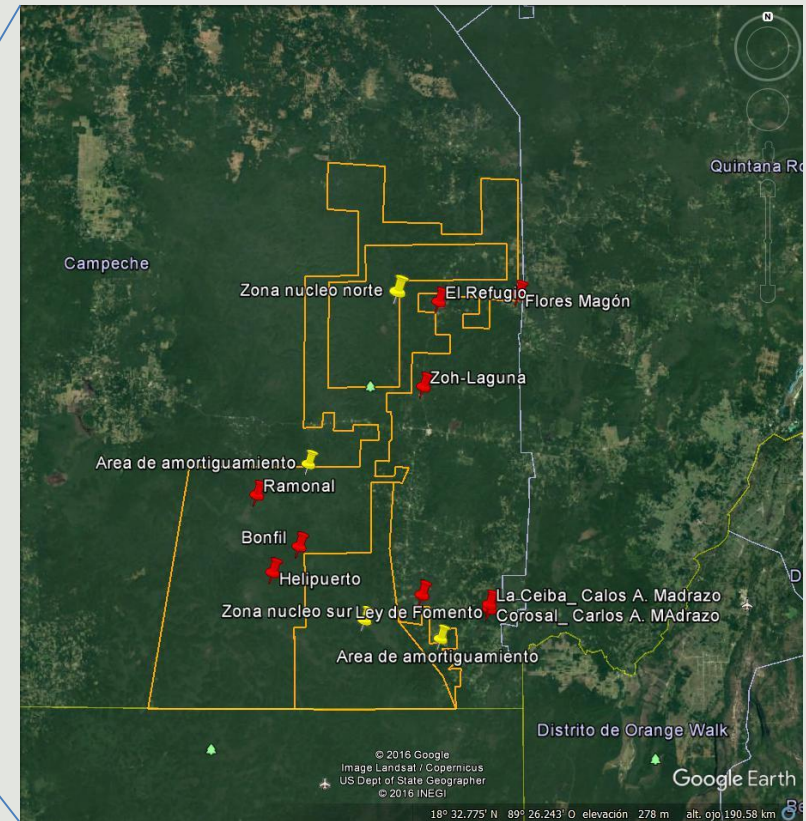 N
Quintana Ro
Campeche
Zona nucleo norte
El Refugio
Flores Magón
Zoh-Laguna
Area de amortiguamiento
Ramonal
Bonfil
Helipuerto
La Ceiba_ Calos A. Madrazo
Zona nucleo sur
Ley de Fomento
Corosal_ Carlos A. MAdrazo
Area de amortiguamiento
D
Distrito de Orange Walk
© 2016 Google
Image Landsat / Copernicus
US Dept of State Geographer
© 2016 INEGI
Google Earth
Be
18° 32.775' N 89° 26.243' O elevación 278 m alt. ojo 190.58 km